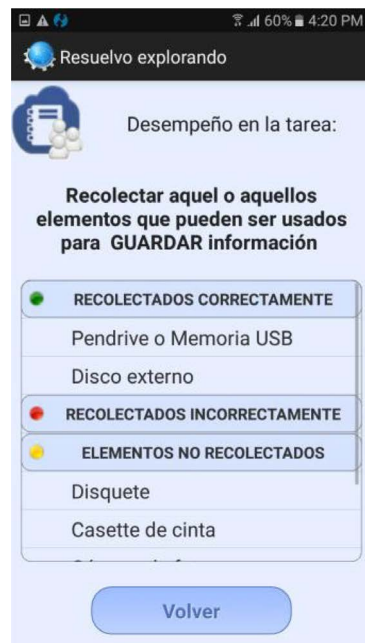 60% 4:20 PM
Resuelvo explorando
Desempeño en la tarea:
Recolectar aquel o aquellos
elementos que pueden ser usados
para GUARDAR información
RECOLECTADOS CORRECTAMENTE
Pendrive o Memoria USB
Disco externo
RECOLECTADOS INCORRECTAMENTE
ELEMENTOS NO RECOLECTADOS
Disquete
Casette de cinta
Volver